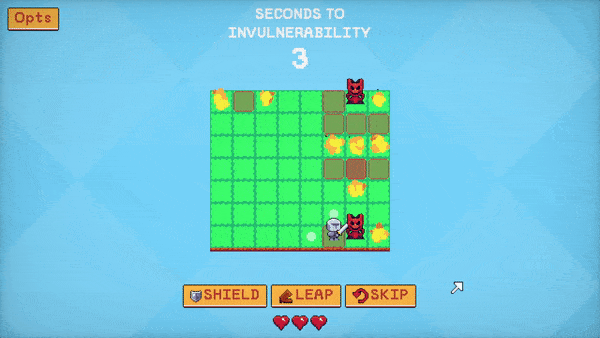 Opts
SECONDS TO
INVULNERABILITY
3
SHIELD
LEAP
SKIP